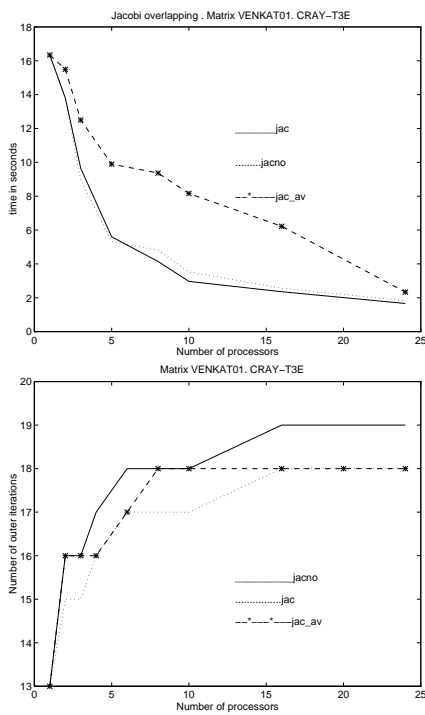 Jacobi overlapping . Matrix VENKAT01. CRAY−T3E
18
16
14
12
10
8
6
4
2
0
time in seconds
_________jac
........jacno
−−*−−−−jac_av
0 5 10 15 20 25
Number of processors
Matrix VENKAT01. CRAY−T3E
20
19
18
17
16
15
14
13
Number of outer iterations
____________jacno
............jac
−−*−−−*−−−jac_av
0 5 10 15 20 25
Number of processors